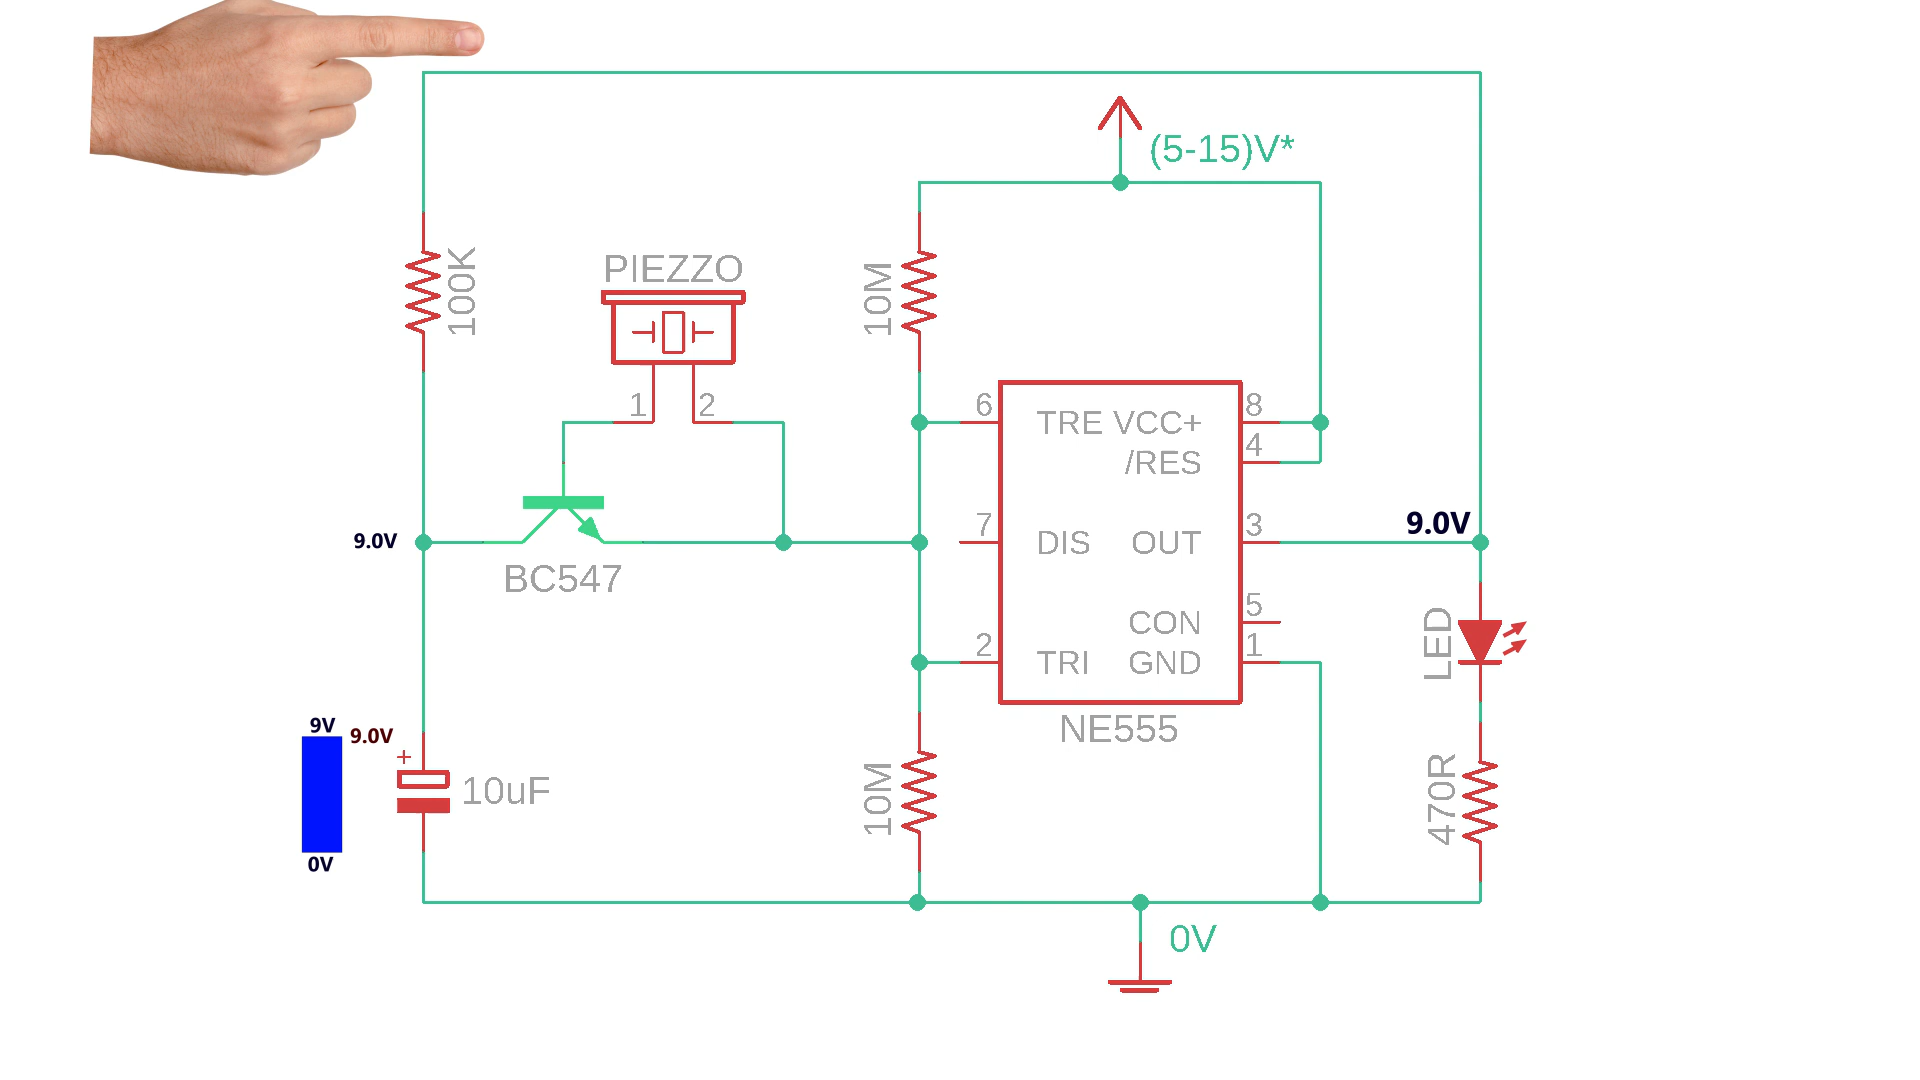 (5-15)V*
100K
PIEZZO
10M
1
2
6
TRE
VCC+
8
/RES
4
7
DIS
OUT
3
9.0V
9.0V
BC547
CON
5
2
TRI
GND
1
LED
NE555
9V
9.0V
+
10uF
0V
10M
470R
0V